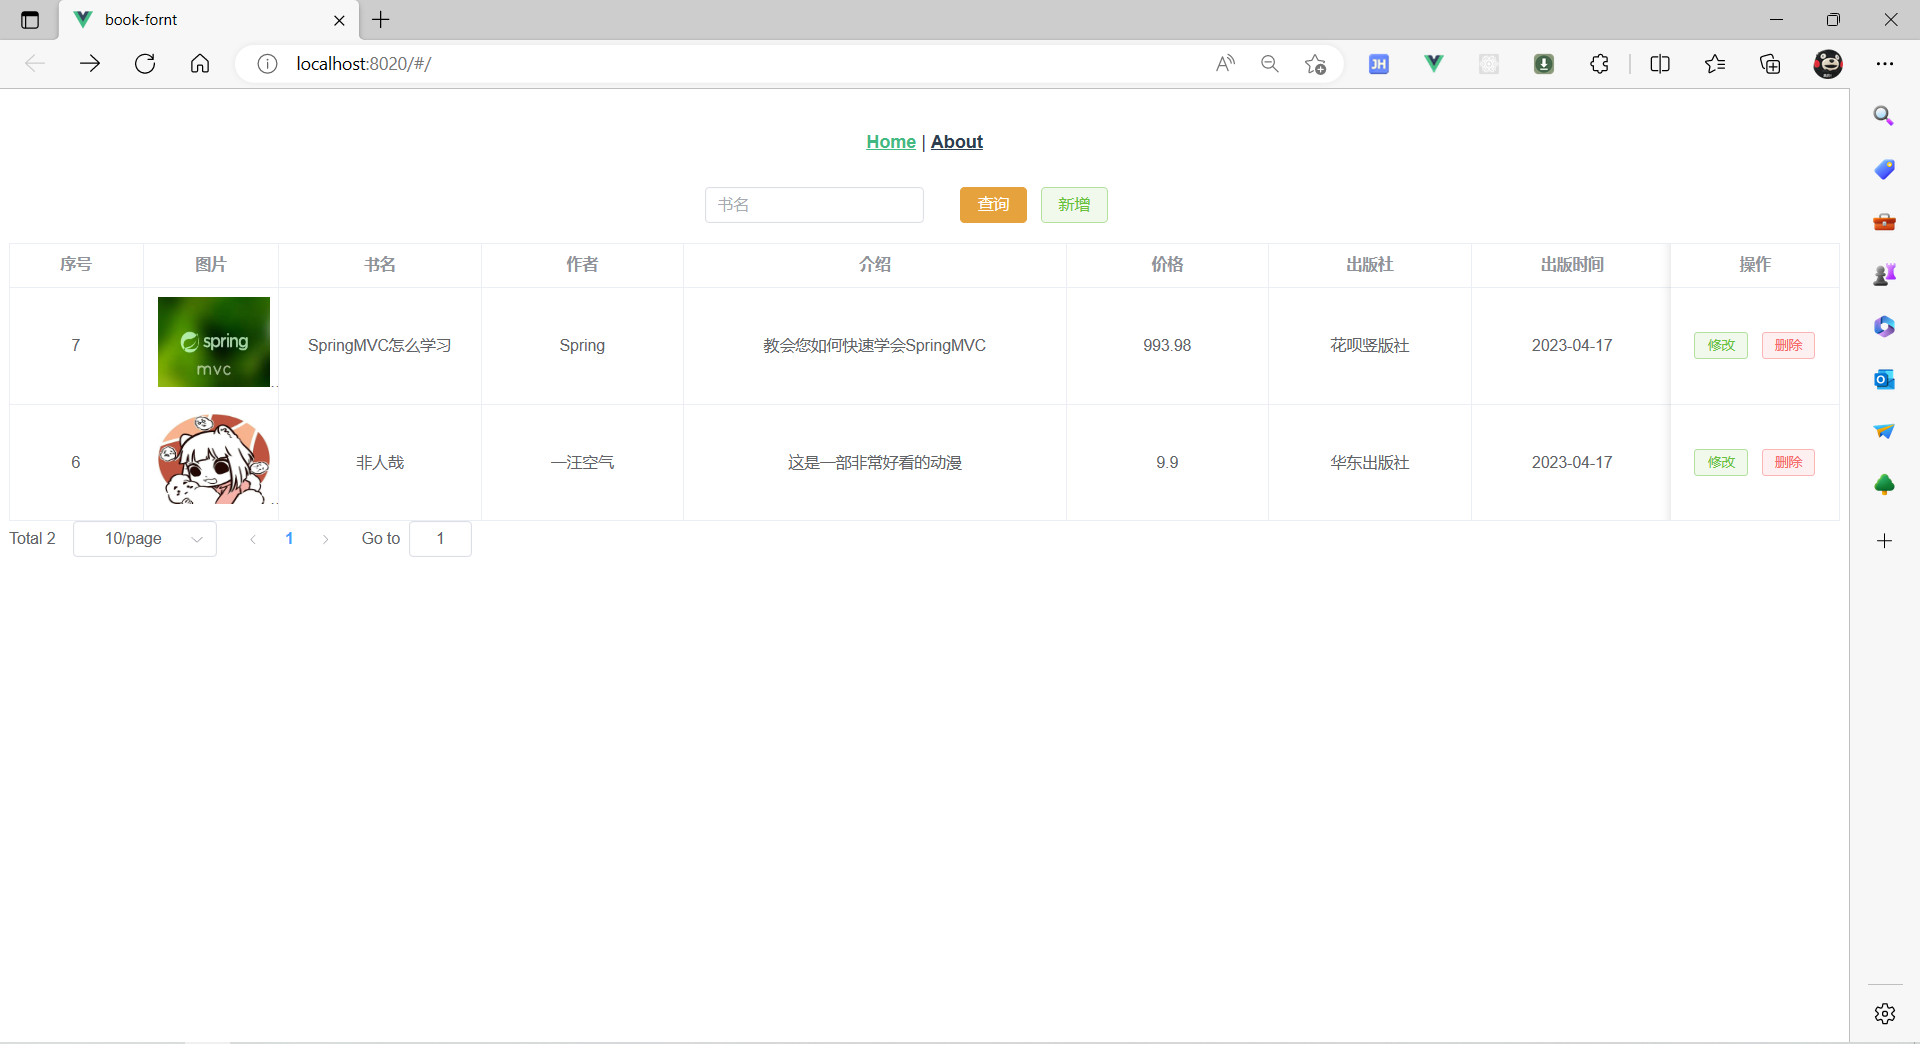 book-fornt
localhost:8020/#/
Home | About
书名
查询
新增
序号 图片 书名 作者 介绍 价格 出版社 出版时间 操作
7 spring mvc SpringMVC怎么学习 Spring 教会您如何快速学会SpringMVC 993.98 花呗竖版社 2023-04-17 修改 删除
6 非人哉 一汪空气 这是一部非常好看的动漫 9.9 华东出版社 2023-04-17 修改 删除
Total 2 10/page 1 Go to 1